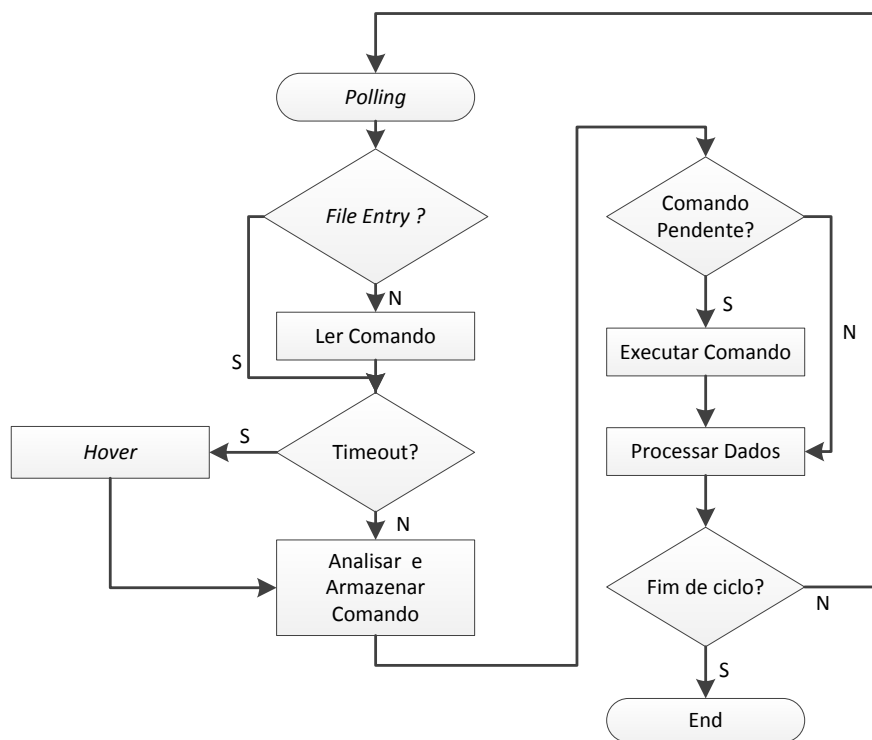 Polling
File Entry ?
N
Ler Comando
S
Timeout?
S
Hover
N
Analisar e
Armazenar
Comando
Comando
Pendente?
S
N
Executar Comando
Processar Dados
Fim de ciclo?
N
S
End